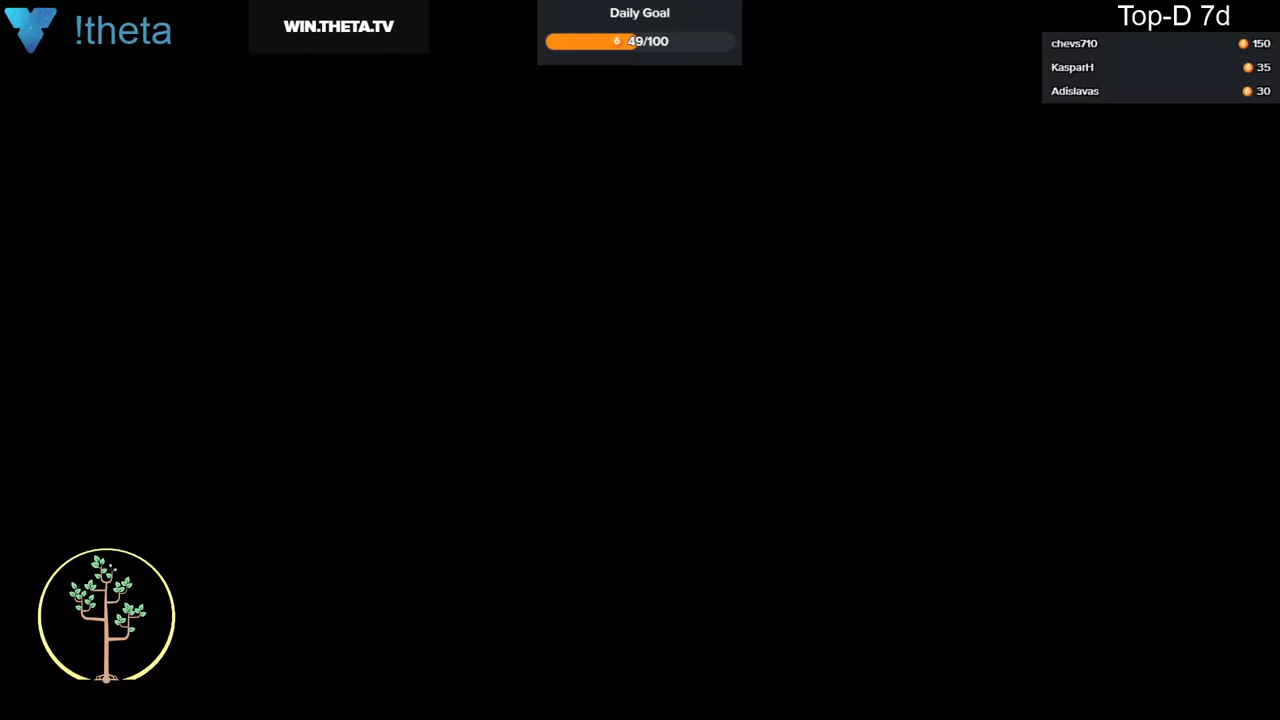 !theta
WIN.THETA.TV
Daily Goal
49/100
Top-D 7d
chevs710 150
KasparH 35
Adislavas 30